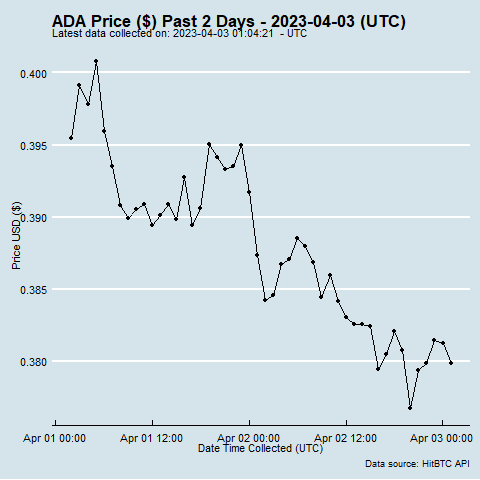 ADA Price ($) Past 2 Days - 2023-04-03 (UTC)
Latest data collected on: 2023-04-03 01:04:21  - UTC
0.400
0.395
0.390
0.385
0.380
Price USD ($)
Apr 01 00:00
Apr 01 12:00
Apr 02 00:00
Apr 02 12:00
Apr 03 00:00
Date Time Collected (UTC)
Data source: HitBTC API